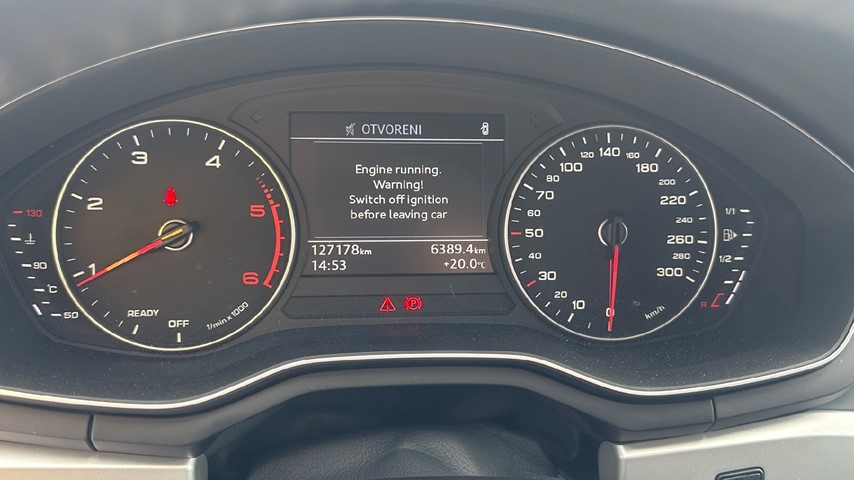 OTVORENI
Engine running.
Warning!
Switch off ignition
before leaving car
127178km 6389.4km
14:53 +20.0°C
1 2 3 4 5 6
READY
OFF
1/min x 1000
130
90
°C
50
0 10 20 30 40 50 60 70 80 100 120 140 160 180 200 220 240 260 280 300
km/h
1/1
1/2
R
P